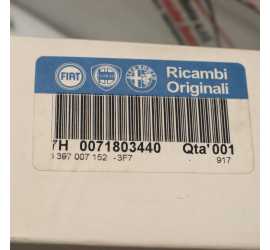 FIAT
Ricambi
Originali
7H 0071803440 Qta'001
397 007 152 -3F7 917